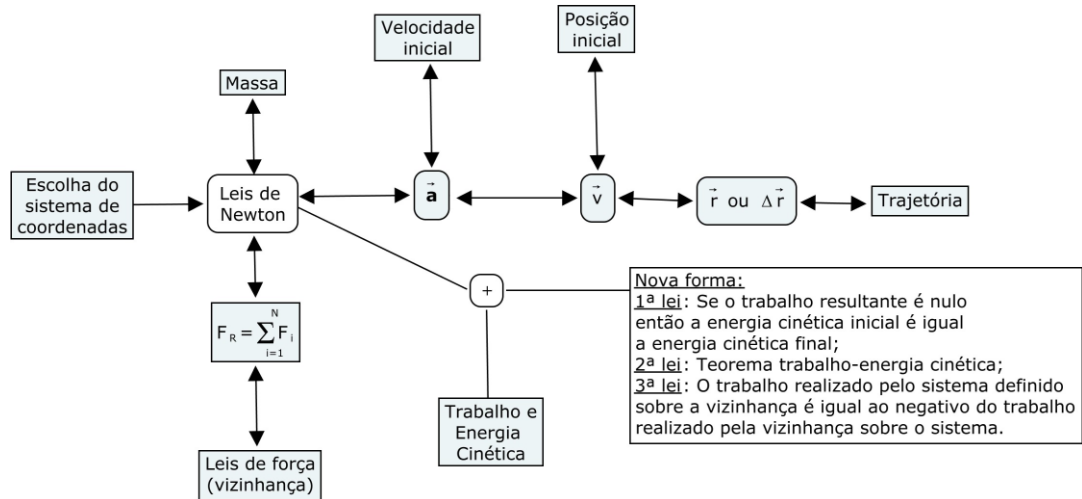 Velocidade
inicial
Posição
inicial
Massa
Escolha do
sistema de
coordenadas
Leis de
Newton
a⃗
v⃗
r⃗ ou Δr⃗
Trajetória
+
Nova forma:
1ª lei: Se o trabalho resultante é nulo
então a energia cinética inicial é igual
a energia cinética final;
2ª lei: Teorema trabalho-energia cinética;
3ª lei: O trabalho realizado pelo sistema definido
sobre a vizinhança é igual ao negativo do trabalho
realizado pela vizinhança sobre o sistema.
N
F_R = ∑ F_i
i=1
Trabalho e
Energia
Cinética
Leis de força
(vizinhança)